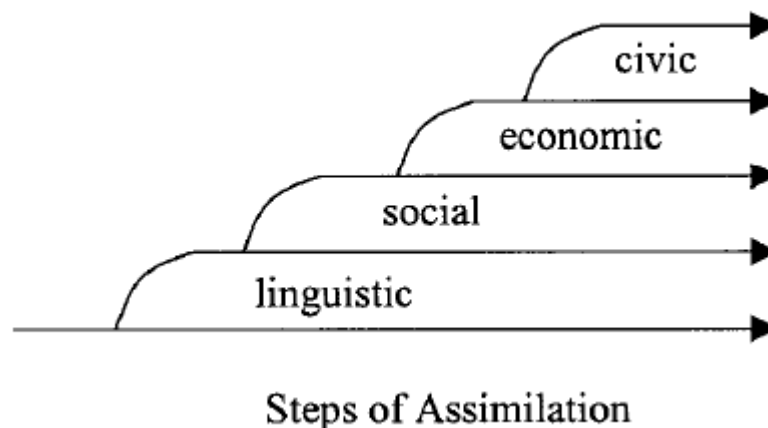 civic
economic
social
linguistic
Steps of Assimilation